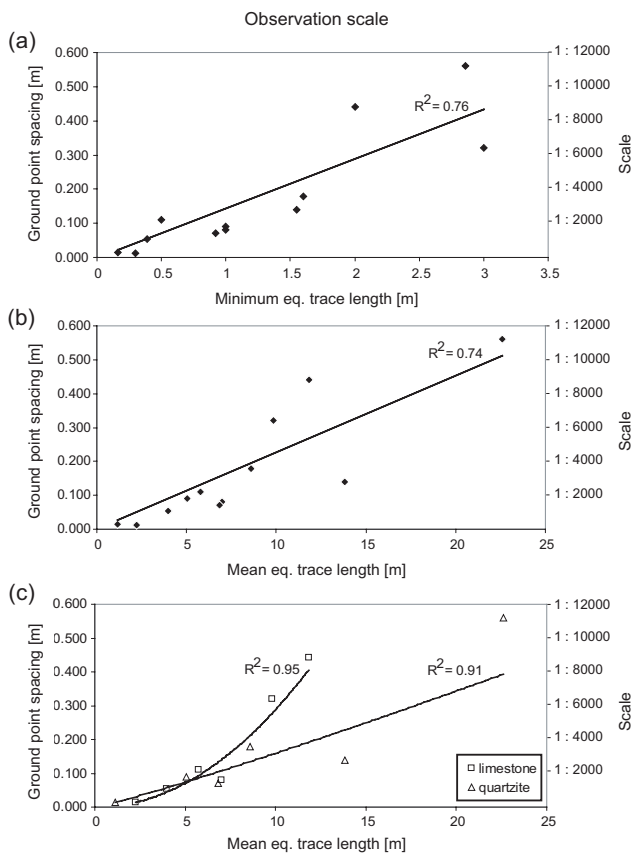 Observation scale
(a)
0.600
0.500
0.400
0.300
0.200
0.100
0.000
Ground point spacing [m]
R2 = 0.76
1 : 12000
1 : 10000
1 : 8000
1 : 6000
1 : 4000
1 : 2000
Scale
0
0.5
1
1.5
2
2.5
3
3.5
Minimum eq. trace length [m]
(b)
0.600
0.500
0.400
0.300
0.200
0.100
0.000
Ground point spacing [m]
R2 = 0.74
1 : 12000
1 : 10000
1 : 8000
1 : 6000
1 : 4000
1 : 2000
Scale
0
5
10
15
20
25
Mean eq. trace length [m]
(c)
0.600
0.500
0.400
0.300
0.200
0.100
0.000
Ground point spacing [m]
R2 = 0.95
R2 = 0.91
1 : 12000
1 : 10000
1 : 8000
1 : 6000
1 : 4000
1 : 2000
Scale
limestone
quartzite
0
5
10
15
20
25
Mean eq. trace length [m]